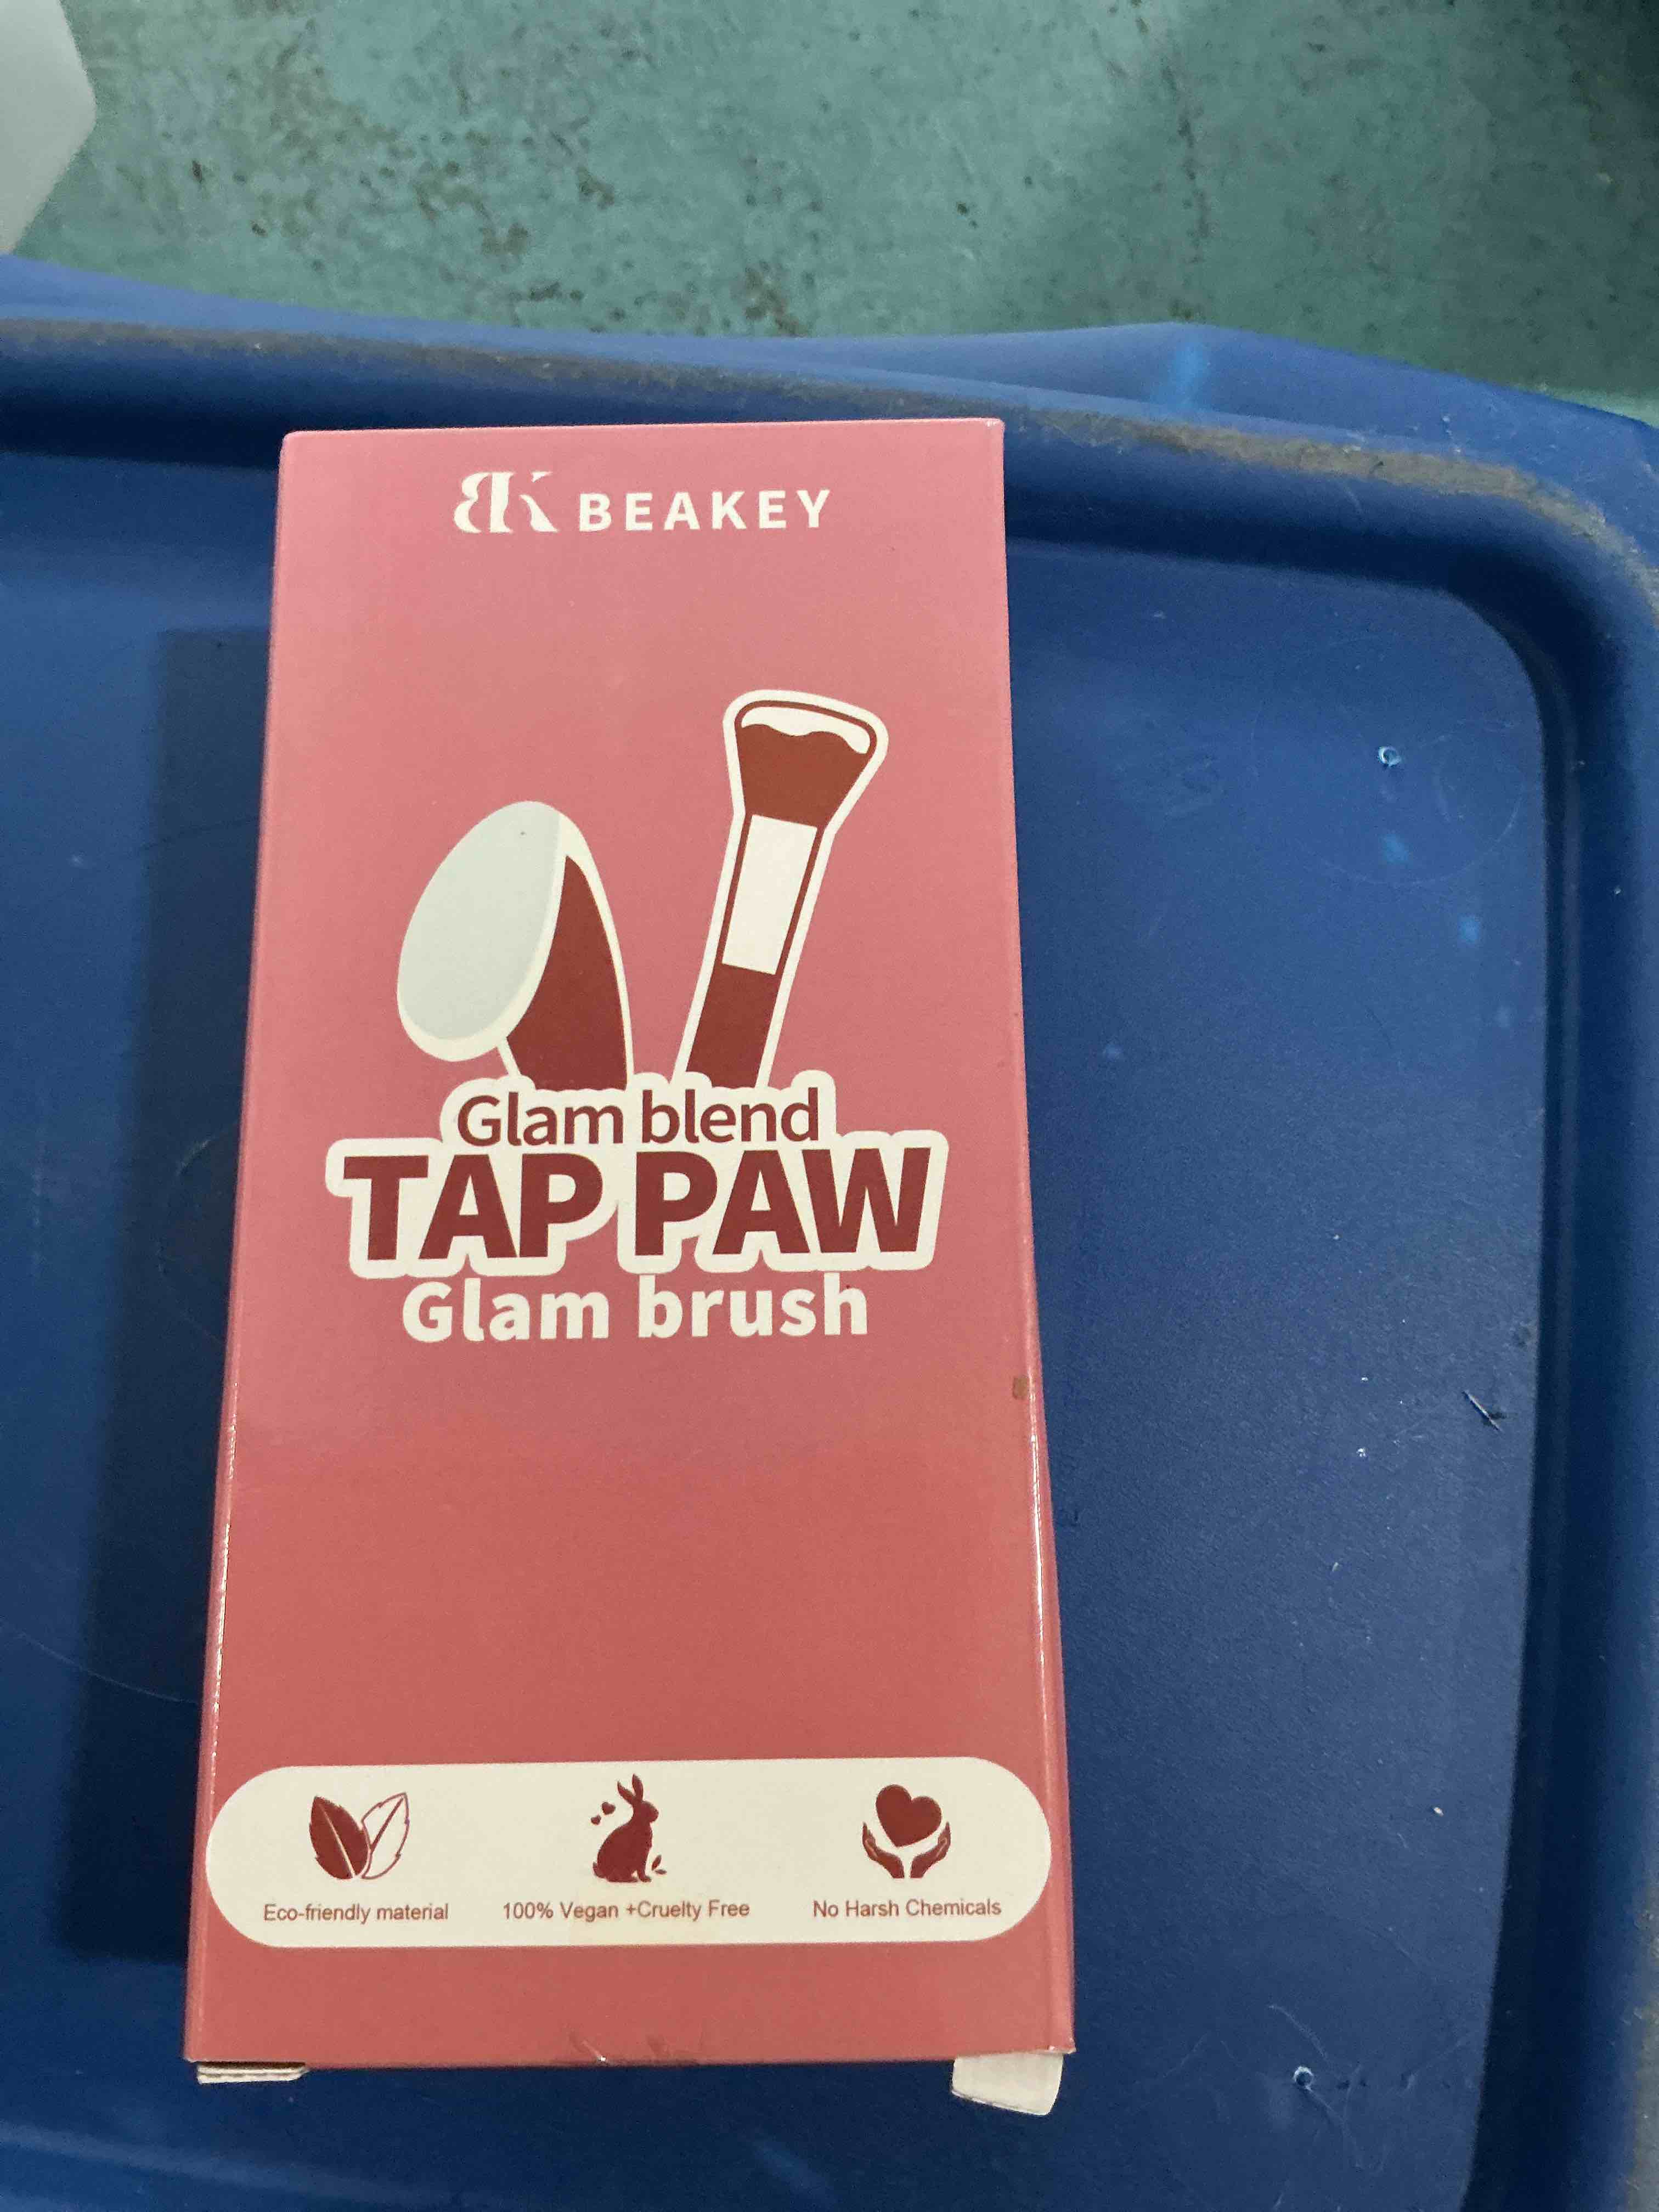 BK BEAKEY
Glam blend
TAP PAW
Glam brush
Eco-friendly material
100% Vegan +Cruelty Free
No Harsh Chemicals